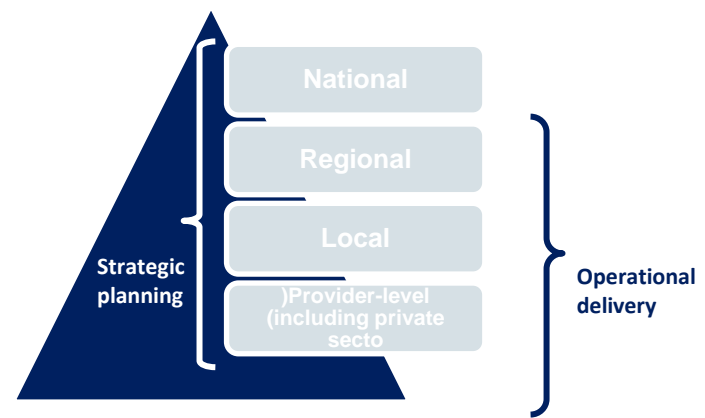 National
Regional
Local
)Provider-level
(including private
secto
Strategic
planning
Operational
delivery